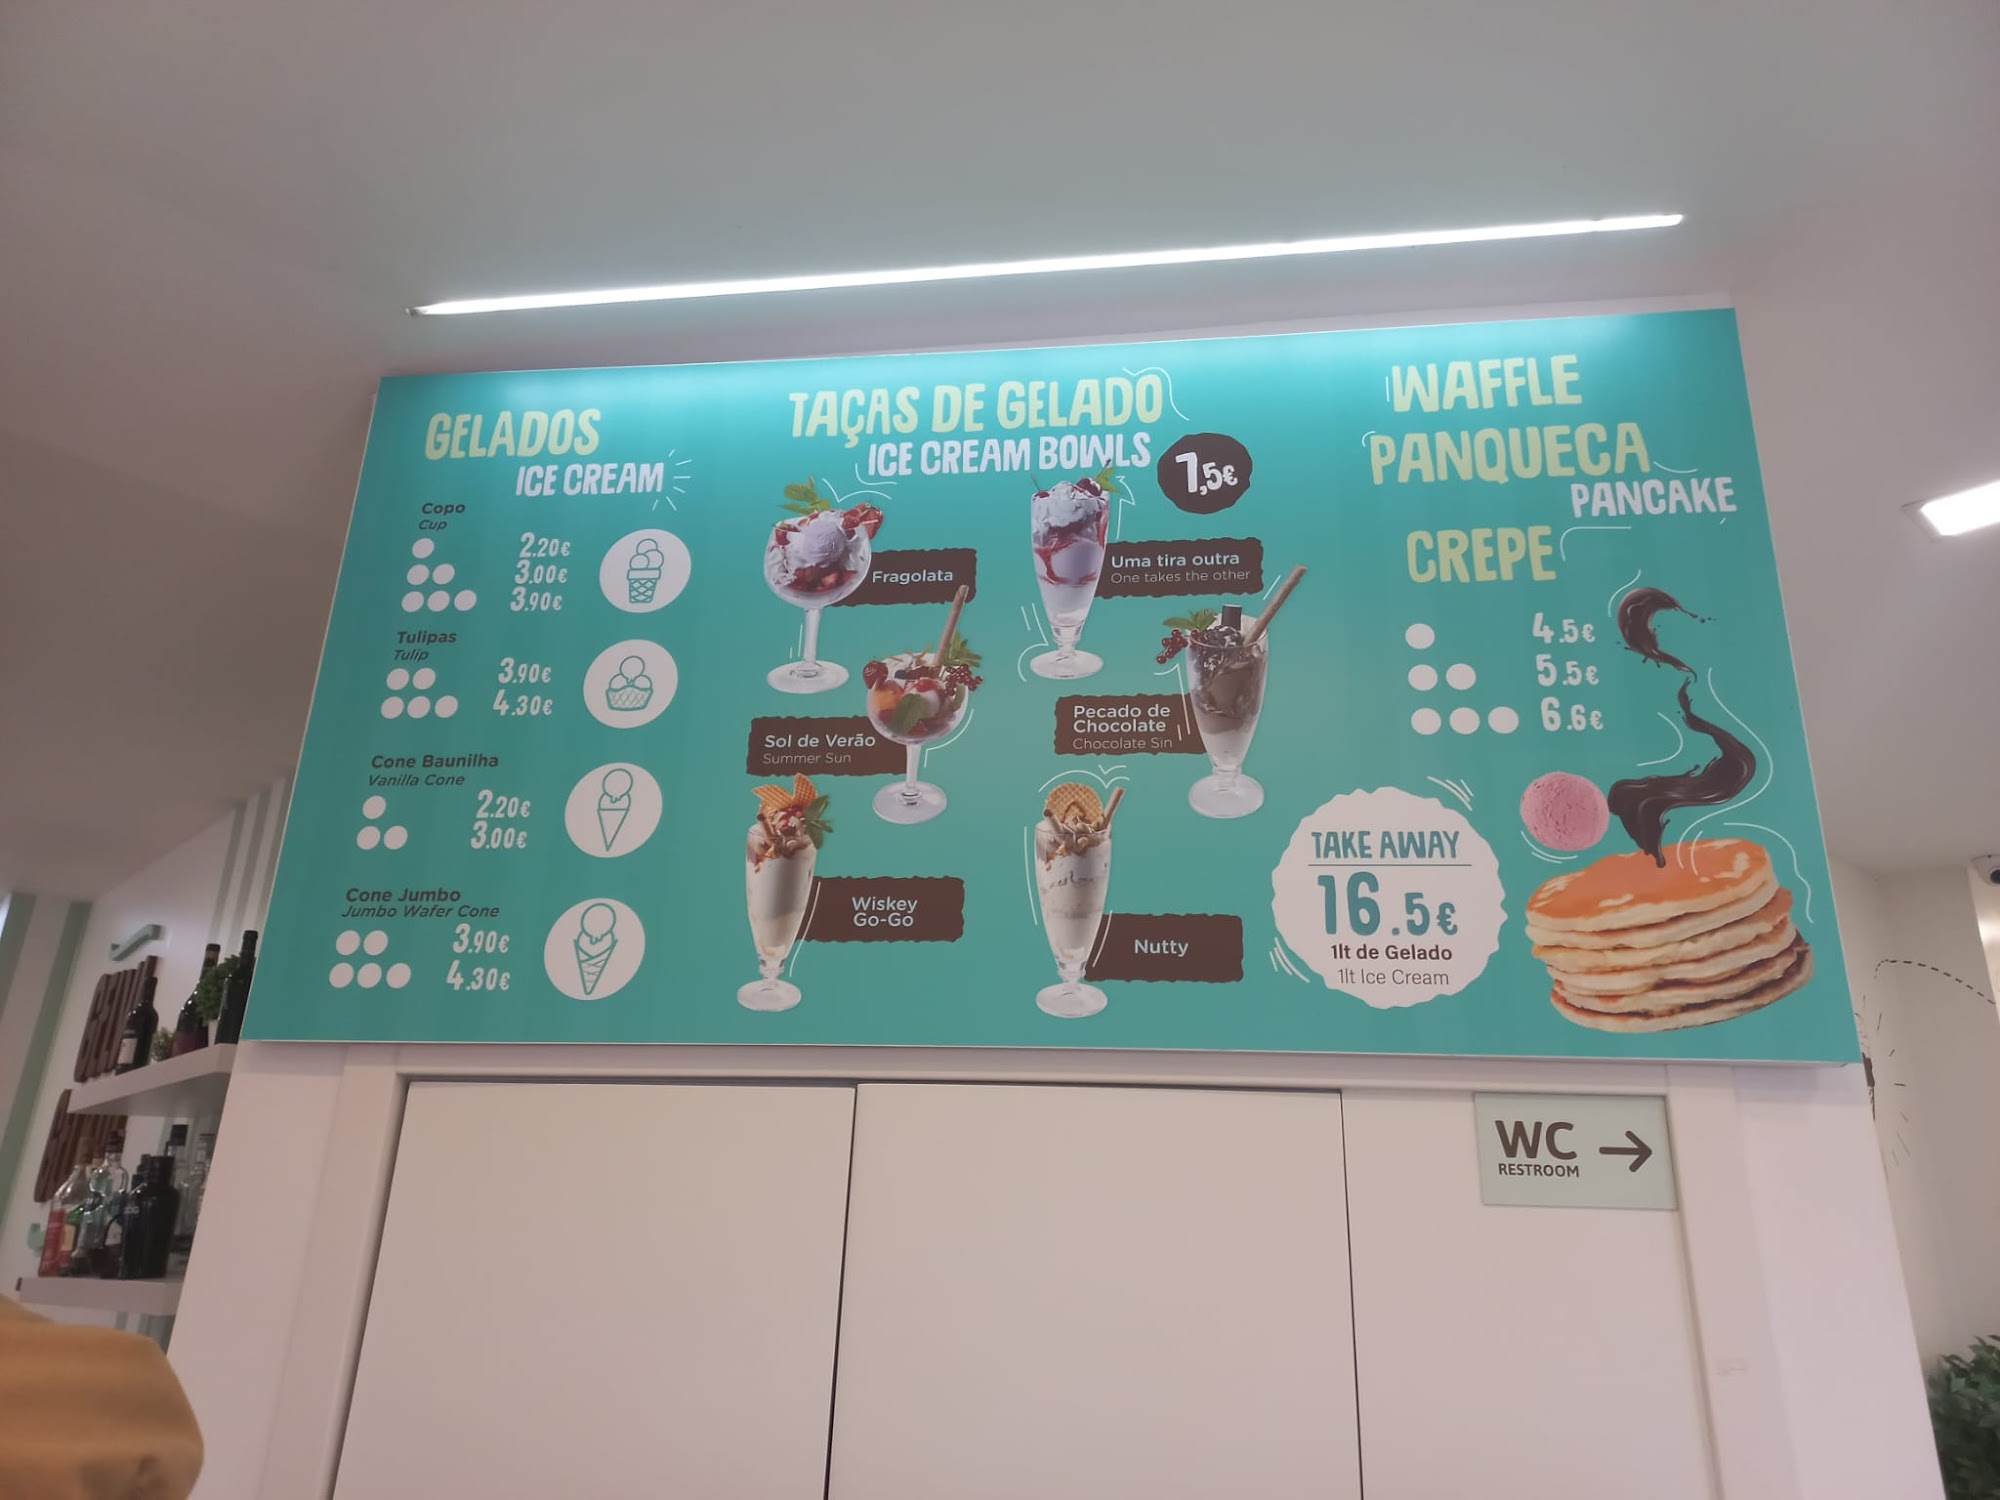 GELADOS
ICE CREAM
Copo
Cup
2.20€
3.00€
3.90€
Tulipas
Tulip
3.90€
4.30€
Cone Baunilha
Vanilla Cone
2.20€
3.00€
Cone Jumbo
Jumbo Wafer Cone
3.90€
4.30€
TAÇAS DE GELADO
ICE CREAM BOWLS
7,5€
Fragolata
Uma tira outra
One takes the other
Sol de Verão
Summer Sun
Pecado de
Chocolate
Chocolate Sin
Wiskey
Go-Go
Nutty
WAFFLE
PANQUECA
PANCAKE
CREPE
4.5€
5.5€
6.6€
TAKE AWAY
16.5€
1lt de Gelado
1lt Ice Cream
WC
RESTROOM